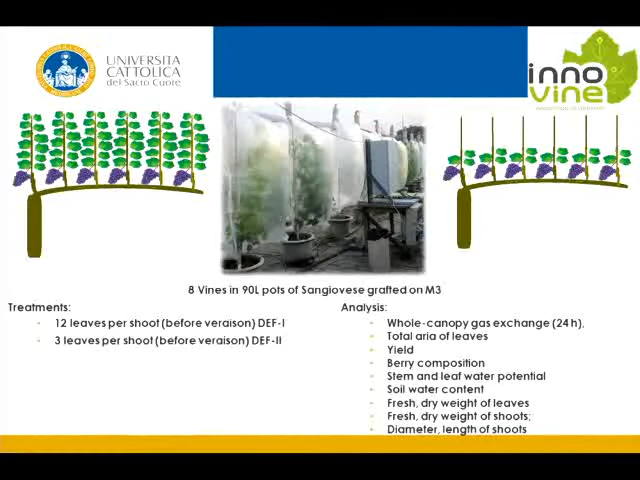 UNIVERSITÀ
CATTOLICA
del Sacro Cuore
inno
vine
8 Vines in 90L pots of Sangiovese grafted on M3
Treatments:
- 12 leaves per shoot (before veraison) DEF-I
- 3 leaves per shoot (before veraison) DEF-II
Analysis:
- Whole-canopy gas exchange (24 h),
- Total aria of leaves
- Yield
- Berry composition
- Stem and leaf water potential
- Soil water content
- Fresh, dry weight of leaves
- Fresh, dry weight of shoots;
- Diameter, length of shoots